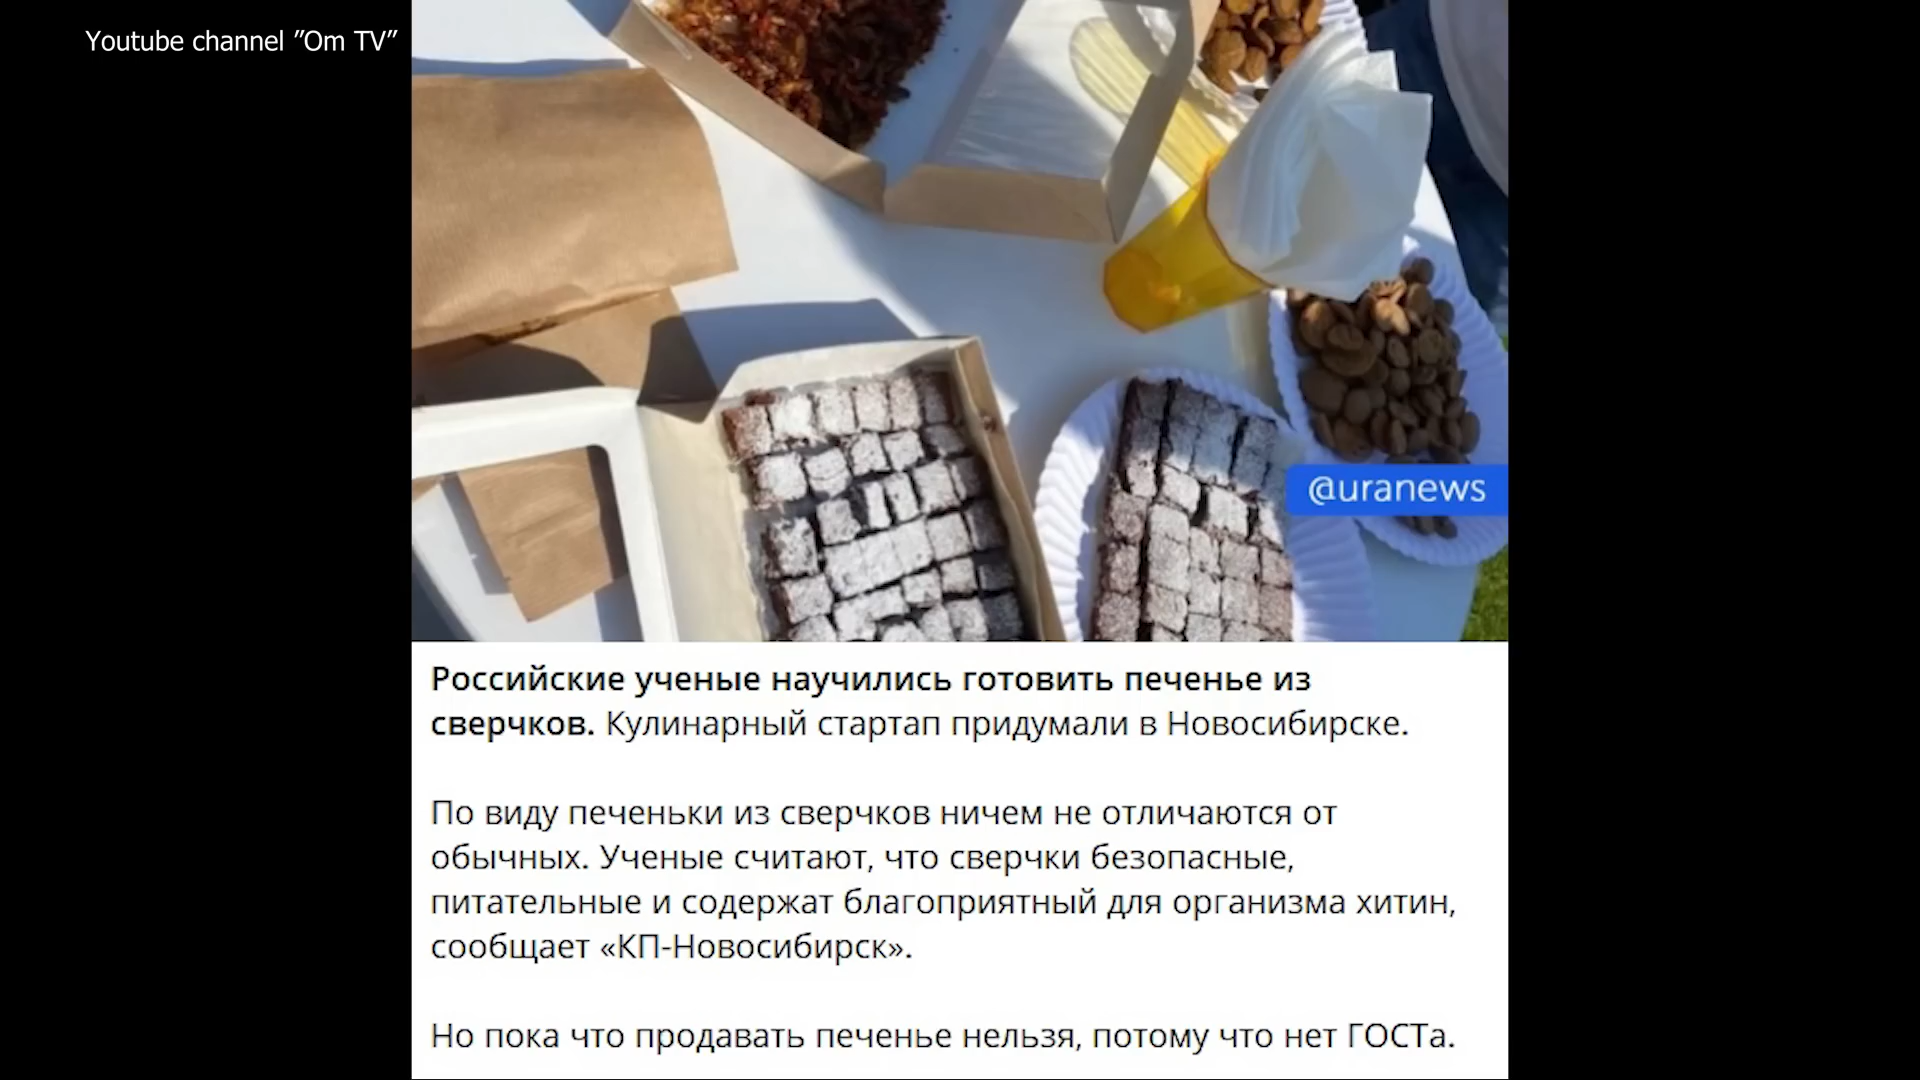 Youtube channel ”Om TV”
@uranews
Российские ученые научились готовить печенье из
сверчков. Кулинарный стартап придумали в Новосибирске.
По виду печеньки из сверчков ничем не отличаются от
обычных. Ученые считают, что сверчки безопасные,
питательные и содержат благоприятный для организма хитин,
сообщает «КП-Новосибирск».
Но пока что продавать печенье нельзя, потому что нет ГОСТа.